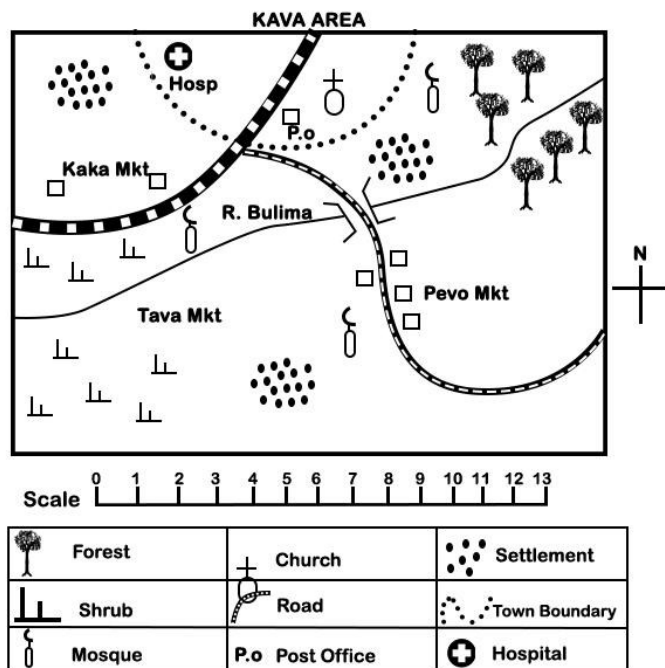 KAVA AREA
Hosp
P.o
Kaka Mkt
R. Bulima
N
Tava Mkt
Pevo Mkt
Scale 0 1 2 3 4 5 6 7 8 9 10 11 12 13
Forest Church Settlement
Shrub Road Town Boundary
Mosque P.o Post Office Hospital